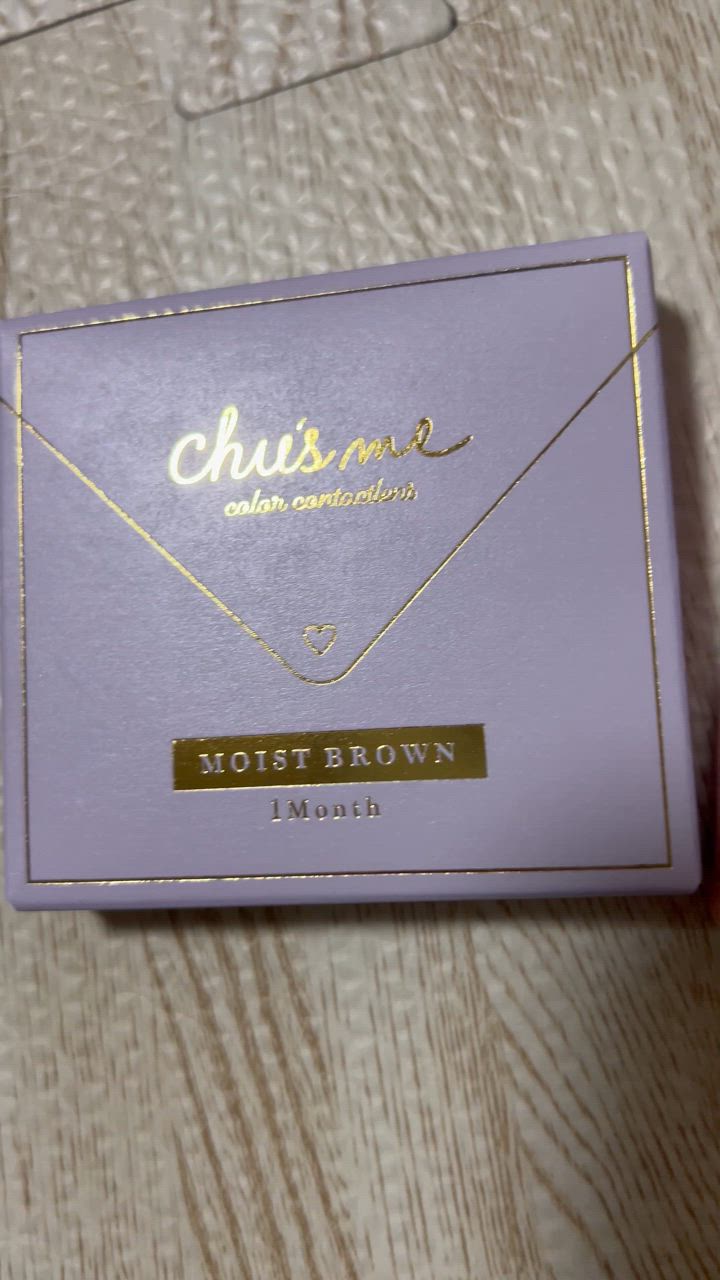 chu's me
color contactlens
MOIST BROWN
1Month